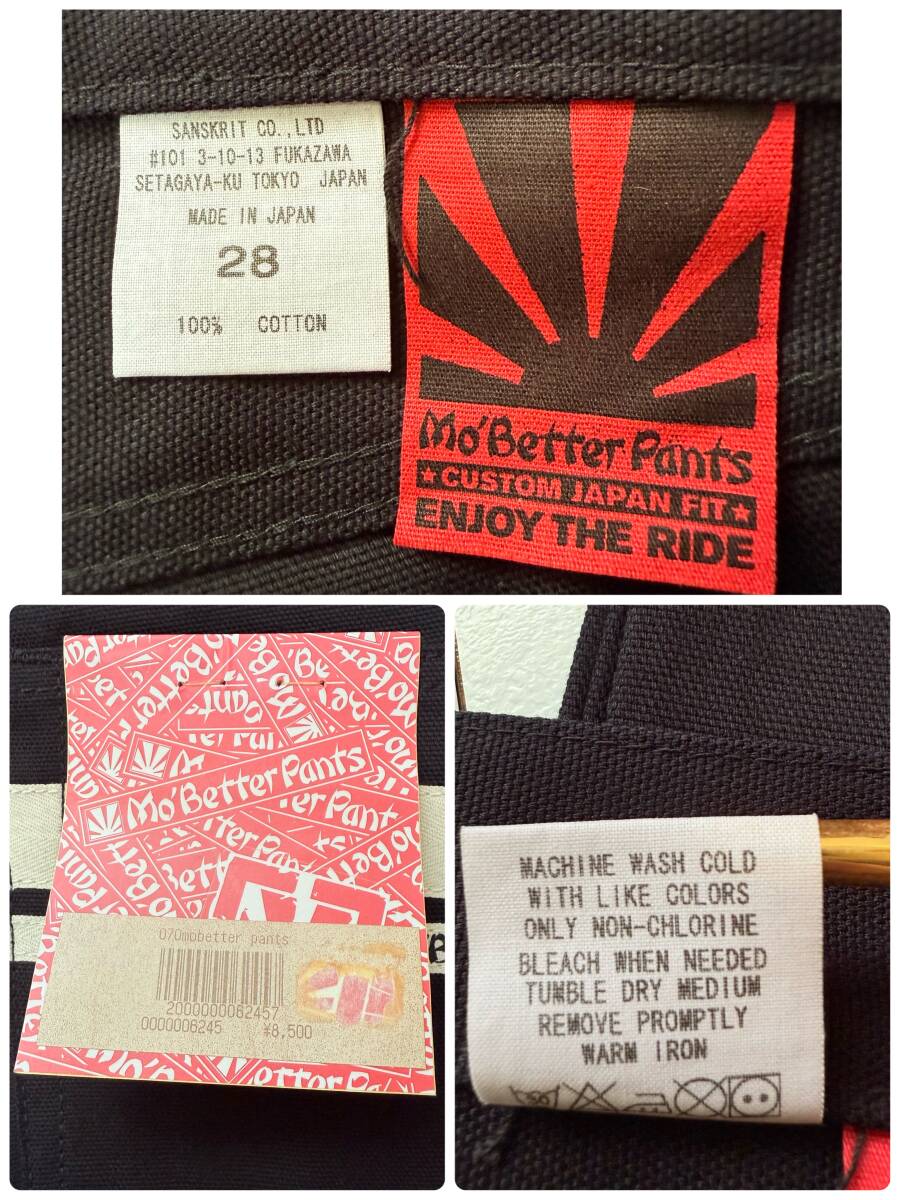 SANSKRIT CO.,LTD
#101 3-10-13 FUKAZAWA
SETAGAYA-KU TOKYO JAPAN
MADE IN JAPAN
28
100% COTTON
Mo'Better Pants
★CUSTOM JAPAN FIT★
ENJOY THE RIDE
Mo'Better Pants
070mobetter pants
2000000082457
0000006245 ¥8,500
MACHINE WASH COLD
WITH LIKE COLORS
ONLY NON-CHLORINE
BLEACH WHEN NEEDED
TUMBLE DRY MEDIUM
REMOVE PROMPTLY
WARM IRON